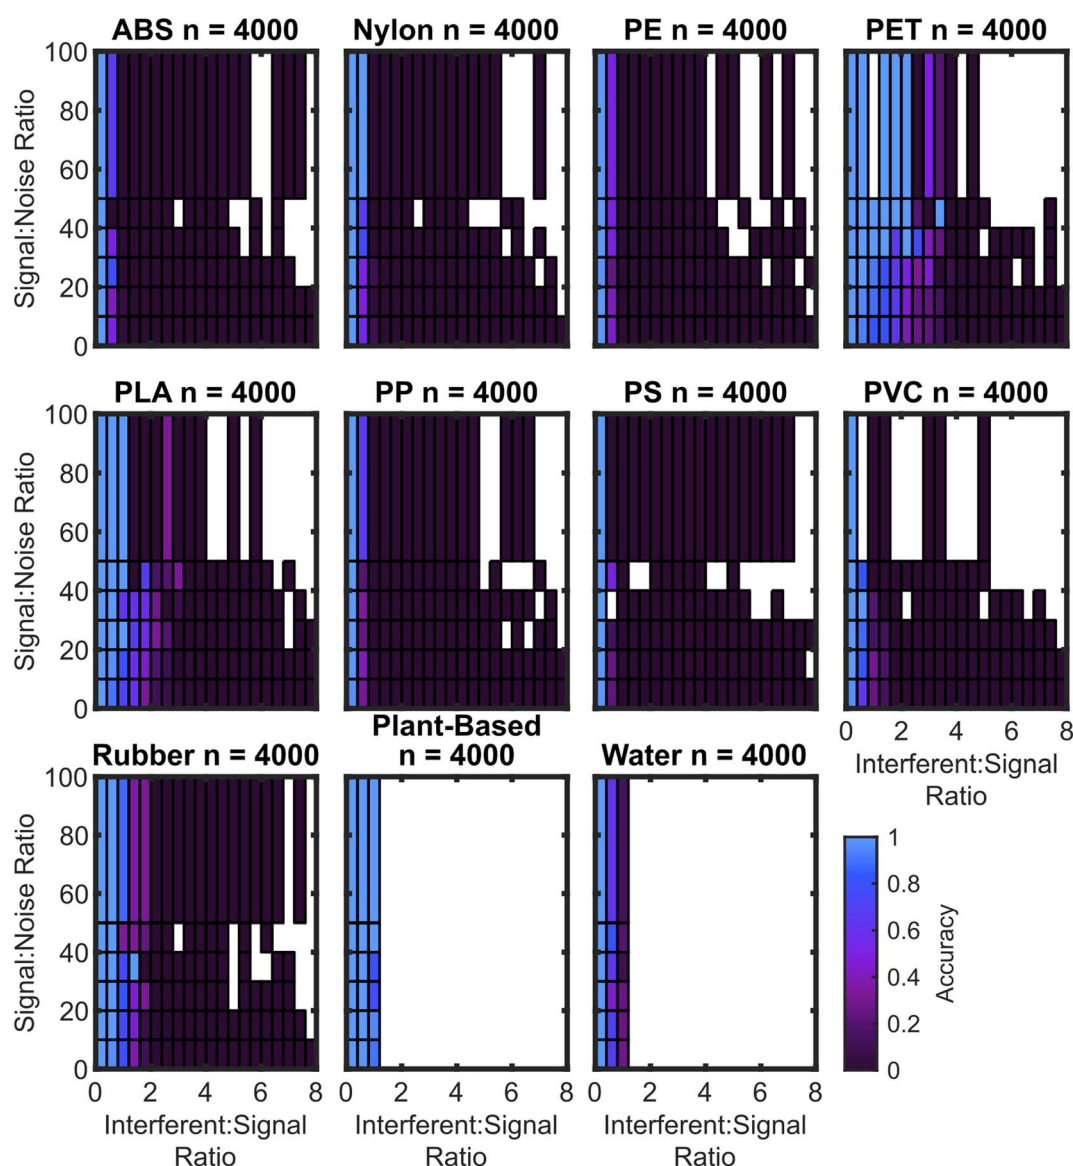 ABS n = 4000
Nylon n = 4000
PE n = 4000
PET n = 4000
Signal:Noise Ratio
100
80
60
40
20
0
PLA n = 4000
PP n = 4000
PS n = 4000
PVC n = 4000
Signal:Noise Ratio
100
80
60
40
20
0
2 4 6 8
Interferent:Signal
Ratio
Rubber n = 4000
Plant-Based
n = 4000
Water n = 4000
Signal:Noise Ratio
100
80
60
40
20
0
0 2 4 6 8
Interferent:Signal
Ratio
0 2 4 6 8
Interferent:Signal
Ratio
0 2 4 6 8
Interferent:Signal
Ratio
1
0.8
0.6
0.4
0.2
0
Accuracy